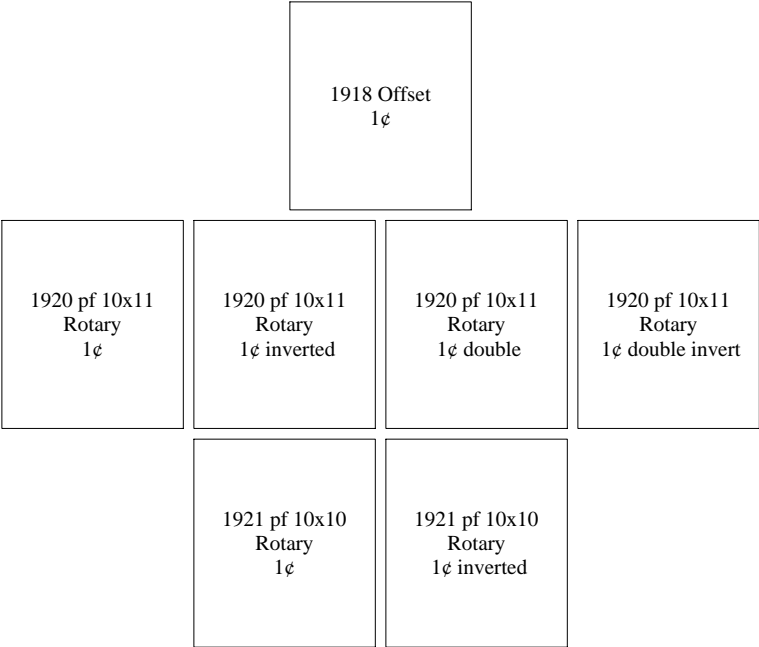 1918 Offset
1¢
1920 pf 10x11
Rotary
1¢
1920 pf 10x11
Rotary
1¢ inverted
1920 pf 10x11
Rotary
1¢ double
1920 pf 10x11
Rotary
1¢ double invert
1921 pf 10x10
Rotary
1¢
1921 pf 10x10
Rotary
1¢ inverted